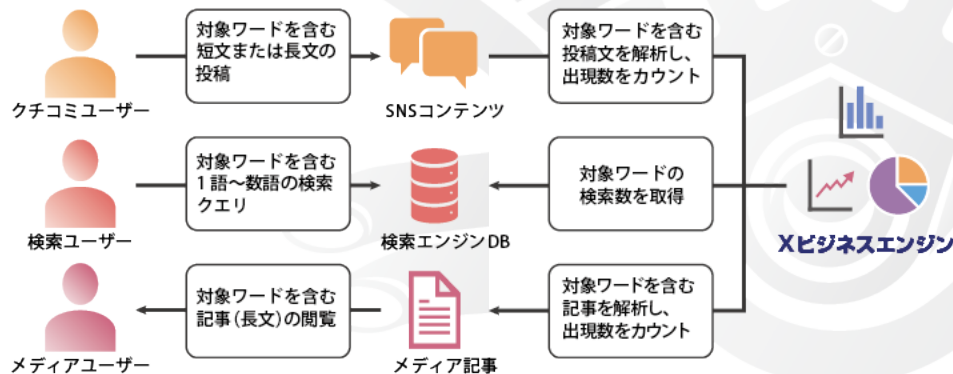 対象ワードを含む
短文または長文の
投稿
対象ワードを含む
投稿文を解析し、
出現数をカウント
クチコミユーザー
SNSコンテンツ
対象ワードを含む
1語～数語の検索
クエリ
対象ワードの
検索数を取得
検索ユーザー
検索エンジンDB
Xビジネスエンジン
対象ワードを含む
記事(長文)の閲覧
対象ワードを含む
記事を解析し、
出現数をカウント
メディアユーザー
メディア記事